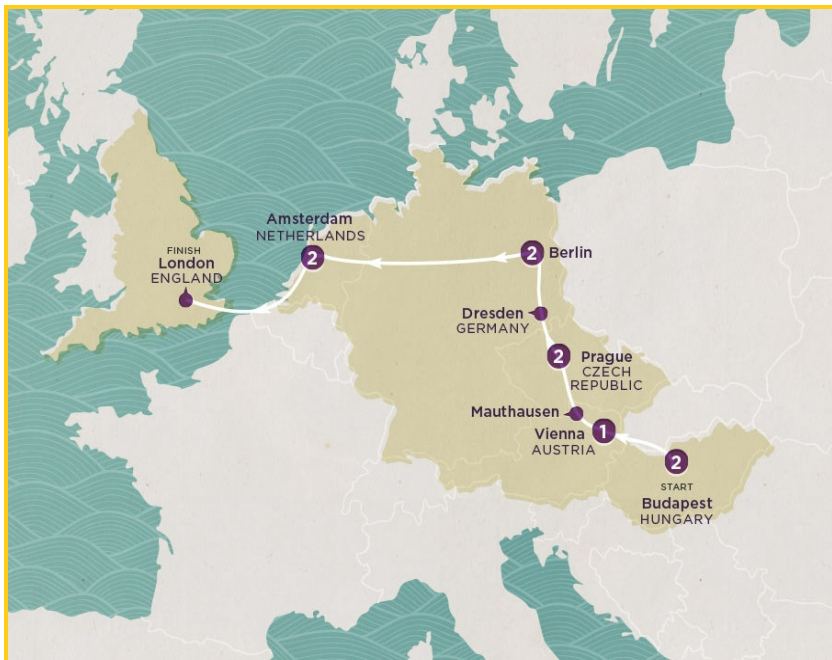 Amsterdam
NETHERLANDS
2
FINISH
London
ENGLAND
2
Berlin
Dresden
GERMANY
2
Prague
CZECH
REPUBLIC
Mauthausen
Vienna
AUSTRIA
1
2
START
Budapest
HUNGARY